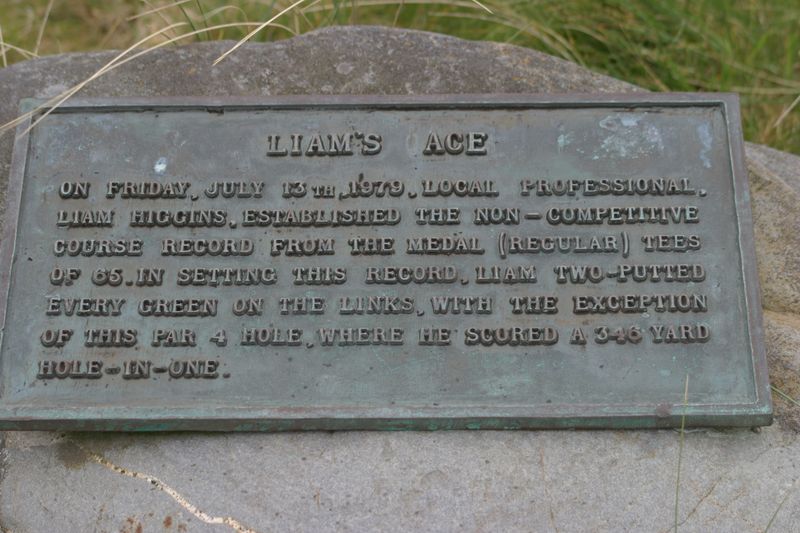 LIAM'S ACE
ON FRIDAY, JULY 13TH, 1979, LOCAL PROFESSIONAL,
LIAM HIGGINS, ESTABLISHED THE NON-COMPETITIVE
COURSE RECORD FROM THE MEDAL (REGULAR) TEES
OF 65. IN SETTING THIS RECORD, LIAM TWO-PUTTED
EVERY GREEN ON THE LINKS, WITH THE EXCEPTION
OF THIS PAR 4 HOLE, WHERE HE SCORED A 346 YARD
HOLE-IN-ONE.